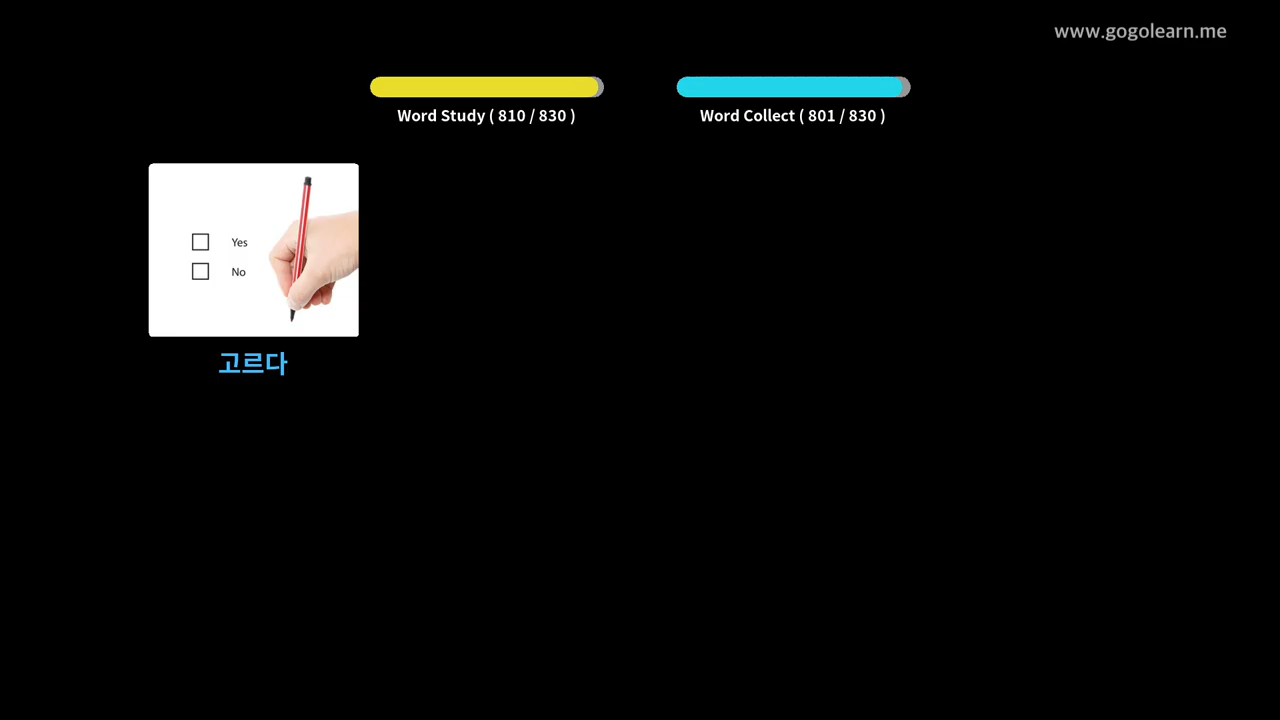 www.gogolearn.me
Word Study ( 810 / 830 )
Word Collect ( 801 / 830 )
Yes
No
고르다